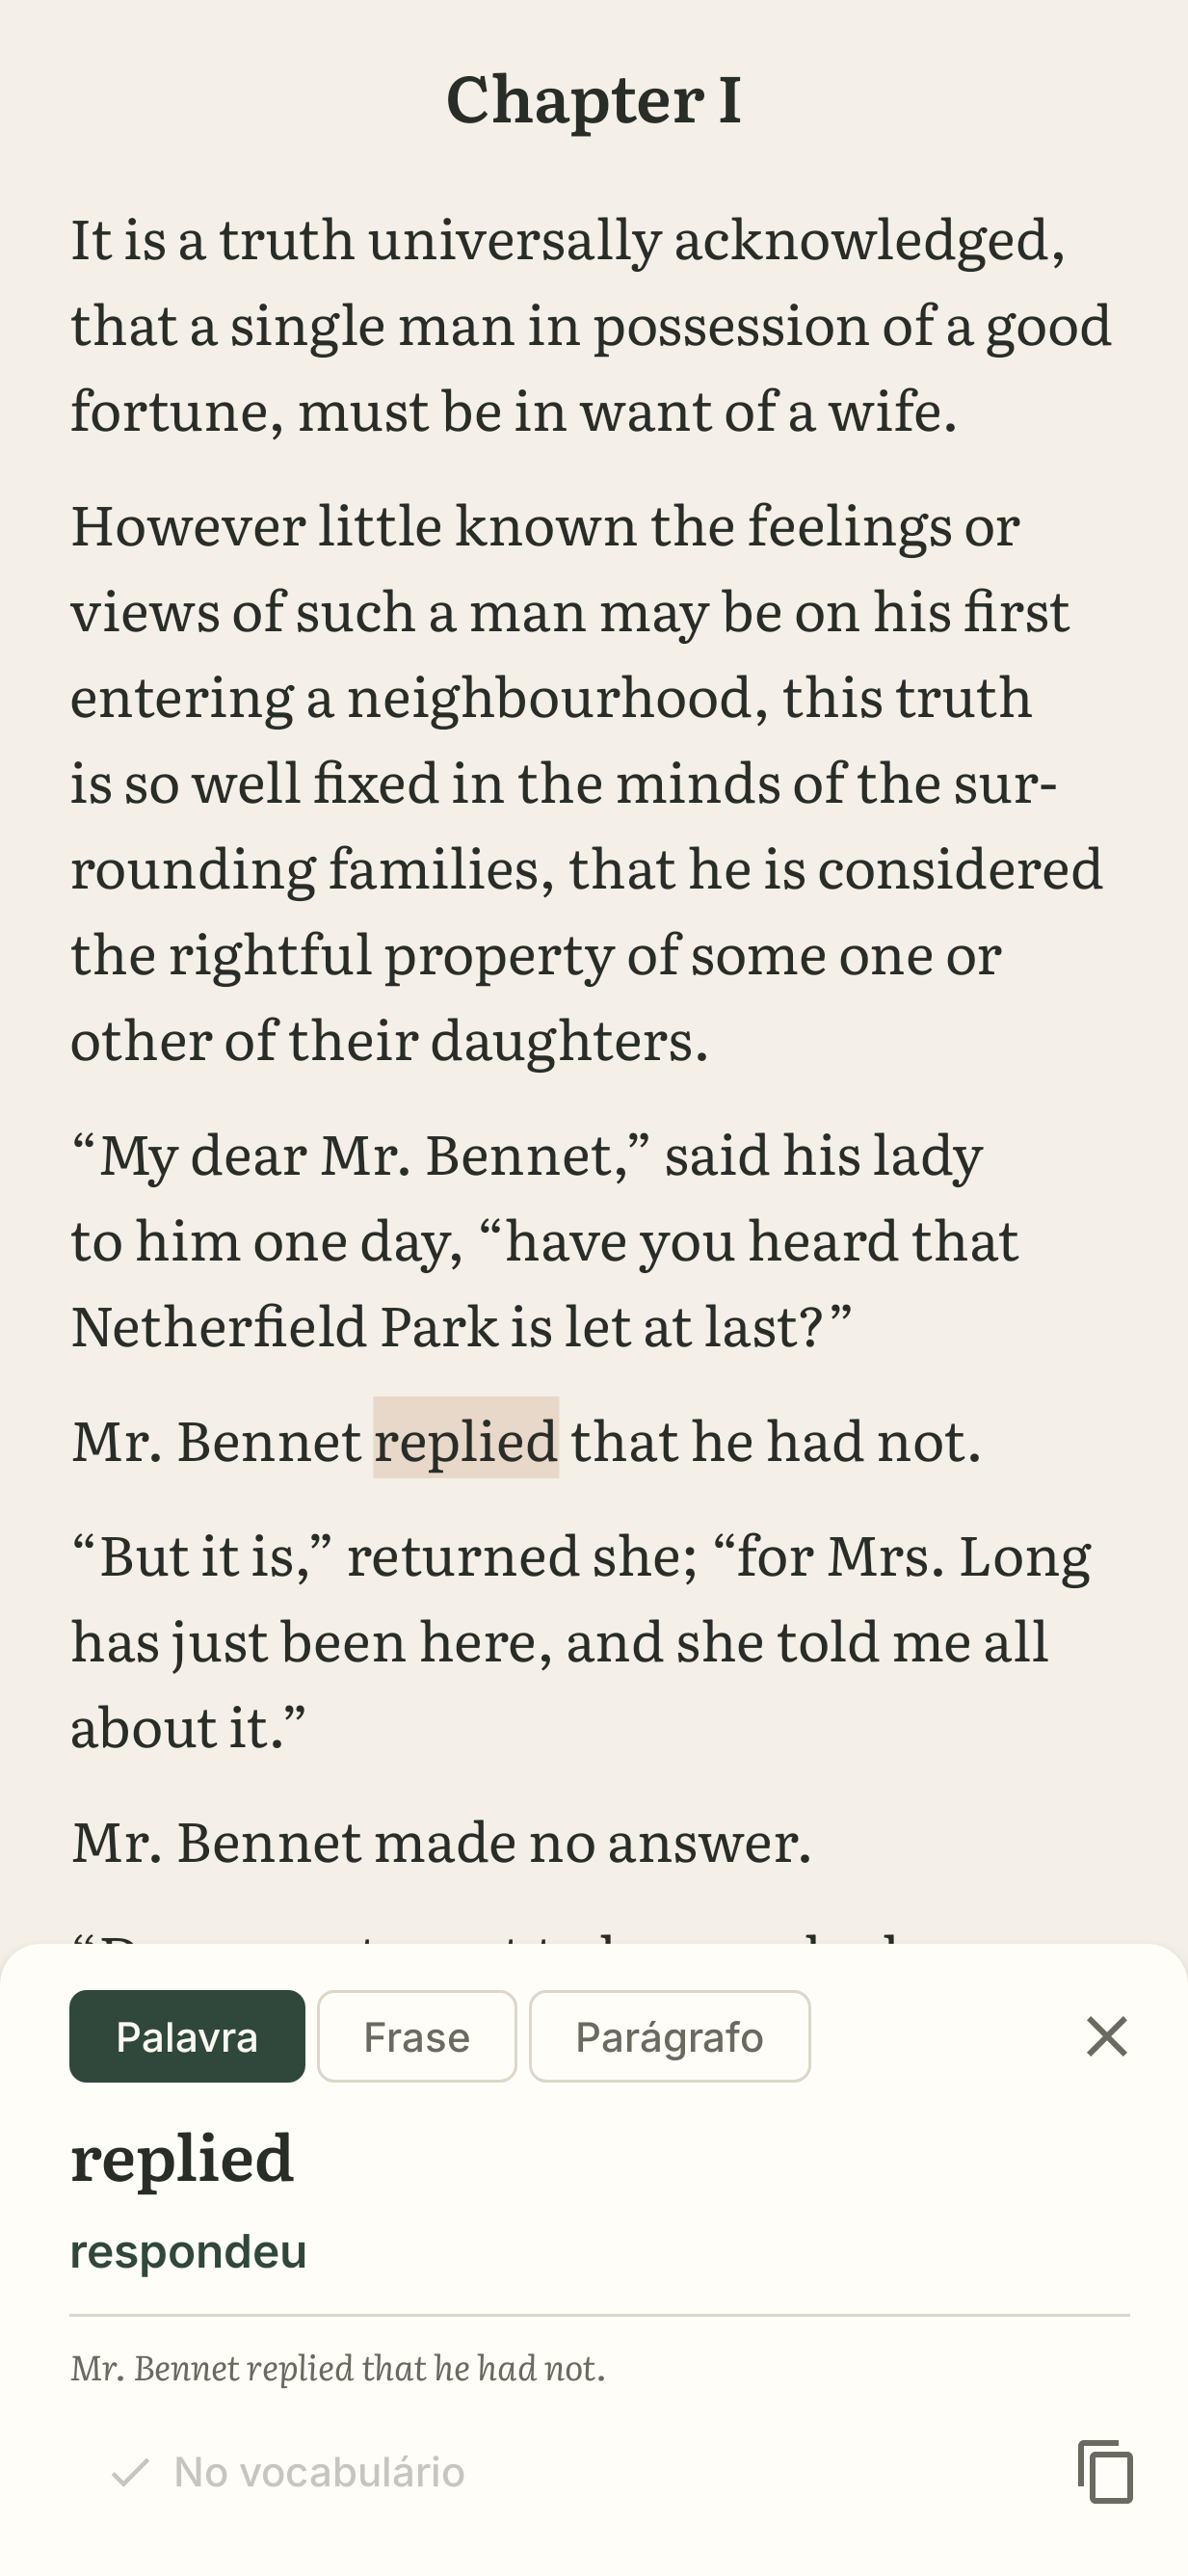 Chapter I
It is a truth universally acknowledged,
that a single man in possession of a good
fortune, must be in want of a wife.
However little known the feelings or
views of such a man may be on his first
entering a neighbourhood, this truth
is so well fixed in the minds of the sur-
rounding families, that he is considered
the rightful property of some one or
other of their daughters.
“My dear Mr. Bennet,” said his lady
to him one day, “have you heard that
Netherfield Park is let at last?”
Mr. Bennet replied that he had not.
“But it is,” returned she; “for Mrs. Long
has just been here, and she told me all
about it.”
Mr. Bennet made no answer.
Palavra
Frase
Parágrafo
replied
respondeu
Mr. Bennet replied that he had not.
No vocabulário